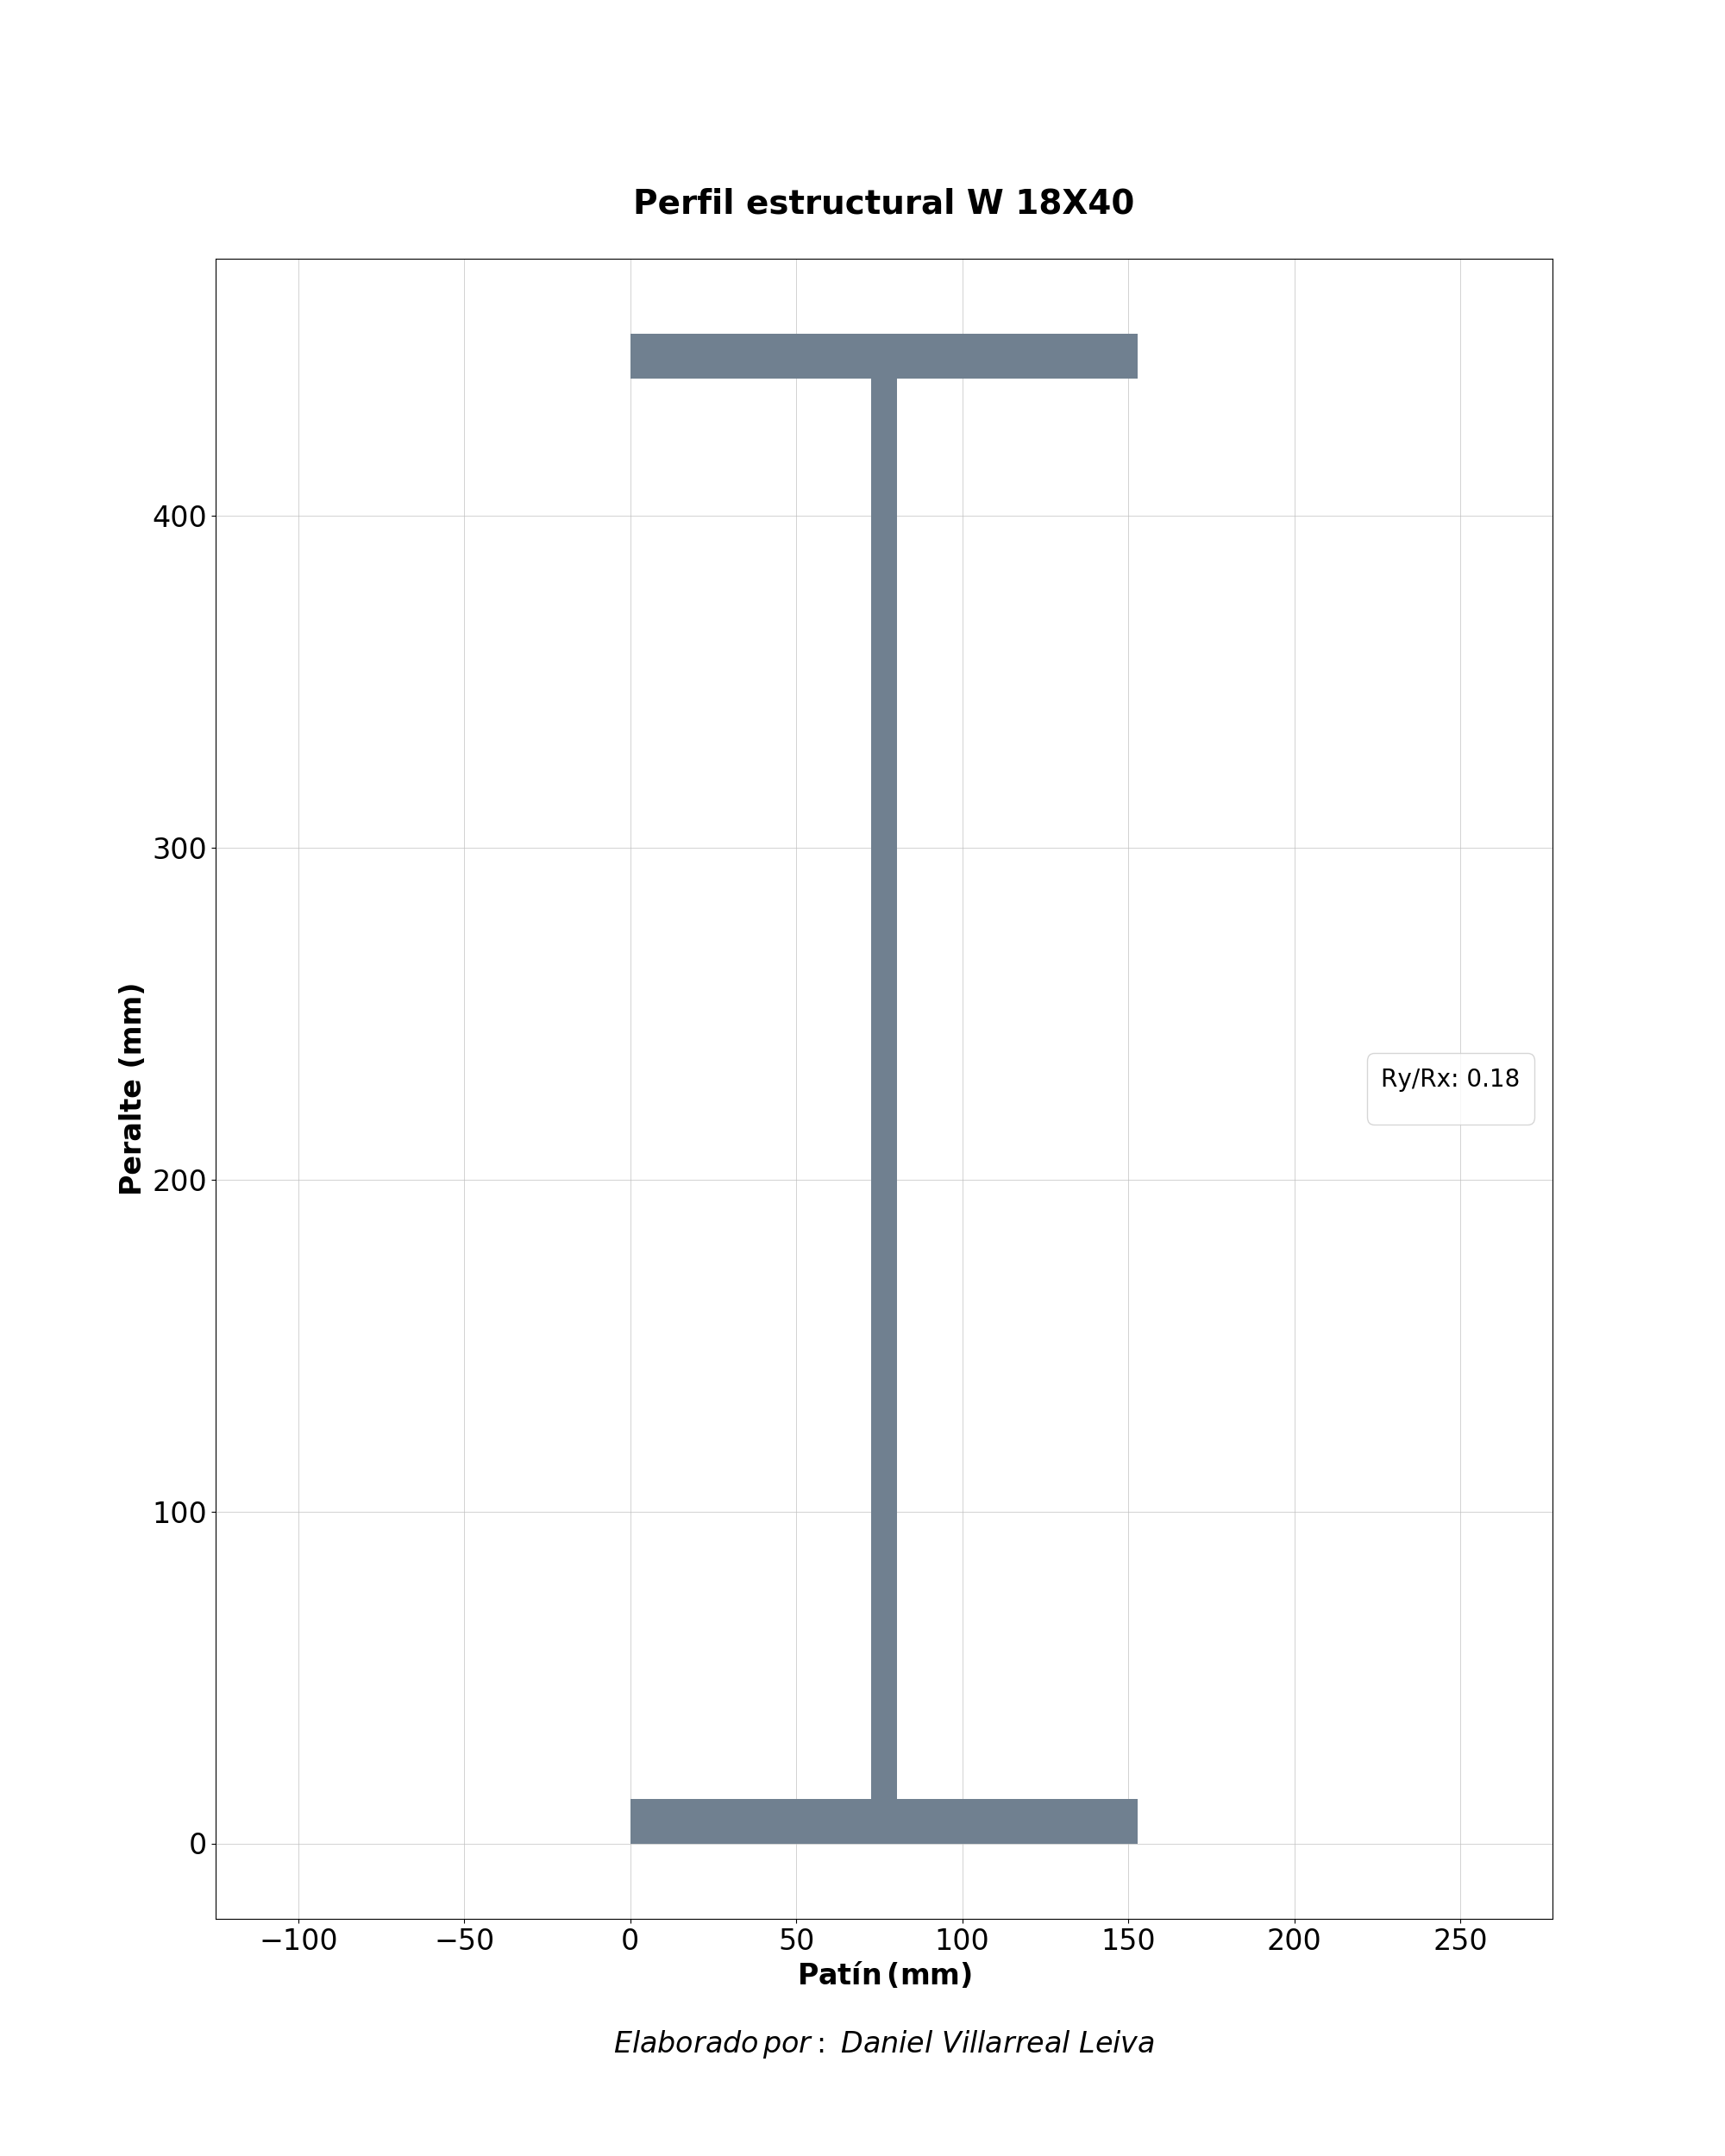 Perfil estructural W 18X40
400
300
200
100
0
Peralte (mm)
Ry/Rx: 0.18
−100 −50 0 50 100 150 200 250
Patín (mm)
Elaborado por: Daniel Villarreal Leiva